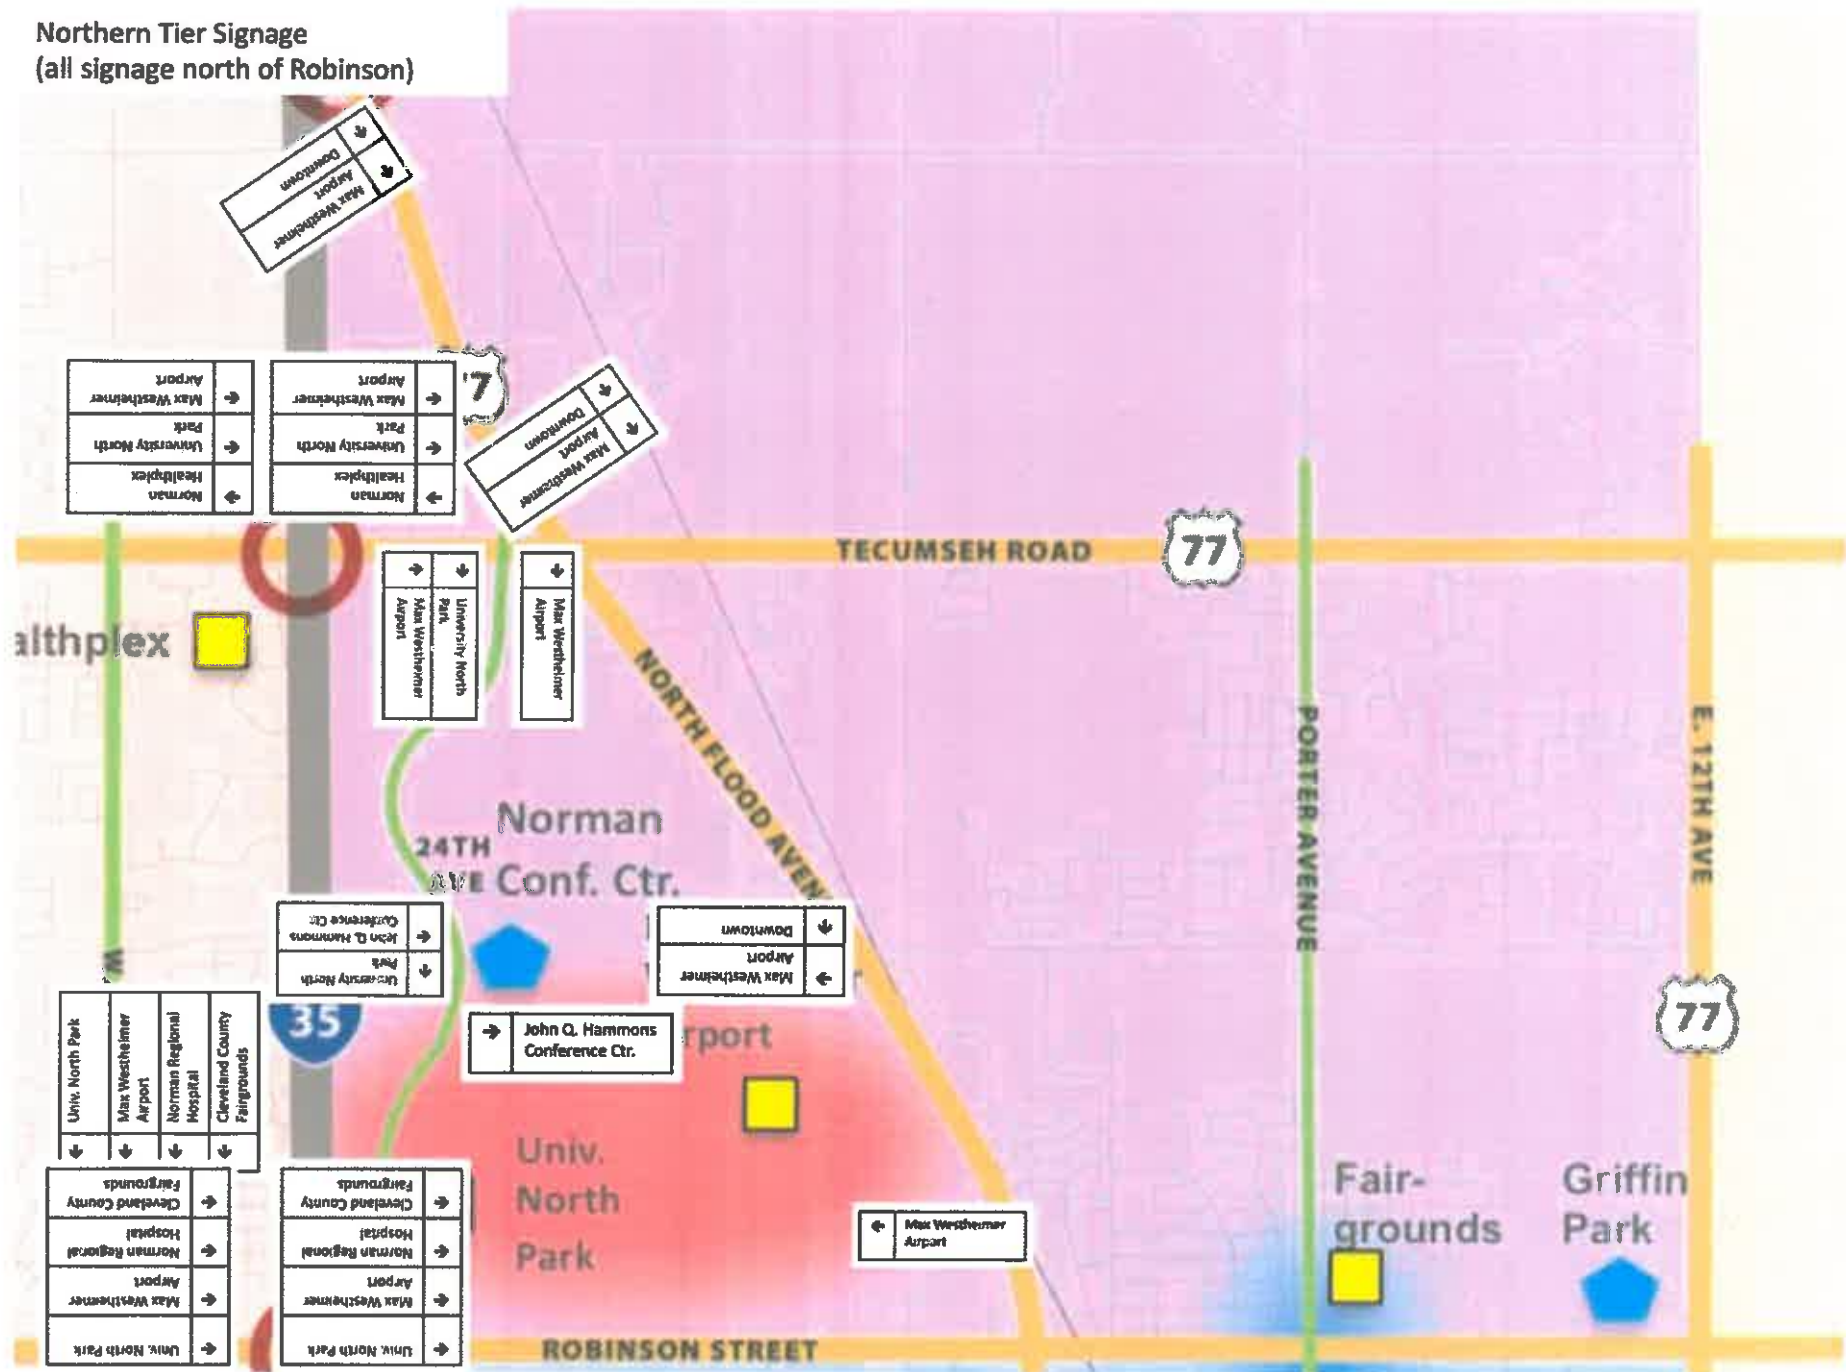 Northern Tier Signage
(all signage north of Robinson)
Downtown
Max Westheimer
Airport
77
Norman
Healthplex
University North
Park
Max Westheimer
Airport
Norman
Healthplex
University North
Park
Max Westheimer
Airport
Downtown
Max Westheimer
Airport
TECUMSEH ROAD
77
althplex
University North
Park
Max Westheimer
Airport
Max Westheimer
Airport
NORTH FLOOD AVEN
PORTER AVENUE
E. 12TH AVE
24TH
AVE
Norman
Conf. Ctr.
W
University North
Park
John Q. Hammons
Conference Ctr.
Max Westheimer
Airport
Downtown
35
John Q. Hammons
Conference Ctr.
rport
77
Univ. North Park
Max Westheimer
Airport
Norman Regional
Hospital
Cleveland County
Fairgrounds
Univ. North Park
Max Westheimer
Airport
Norman Regional
Hospital
Cleveland County
Fairgrounds
Univ. North Park
Max Westheimer
Airport
Norman Regional
Hospital
Cleveland County
Fairgrounds
Univ.
North
Park
Max Westheimer
Airport
Fair-
grounds
Griffin
Park
ROBINSON STREET